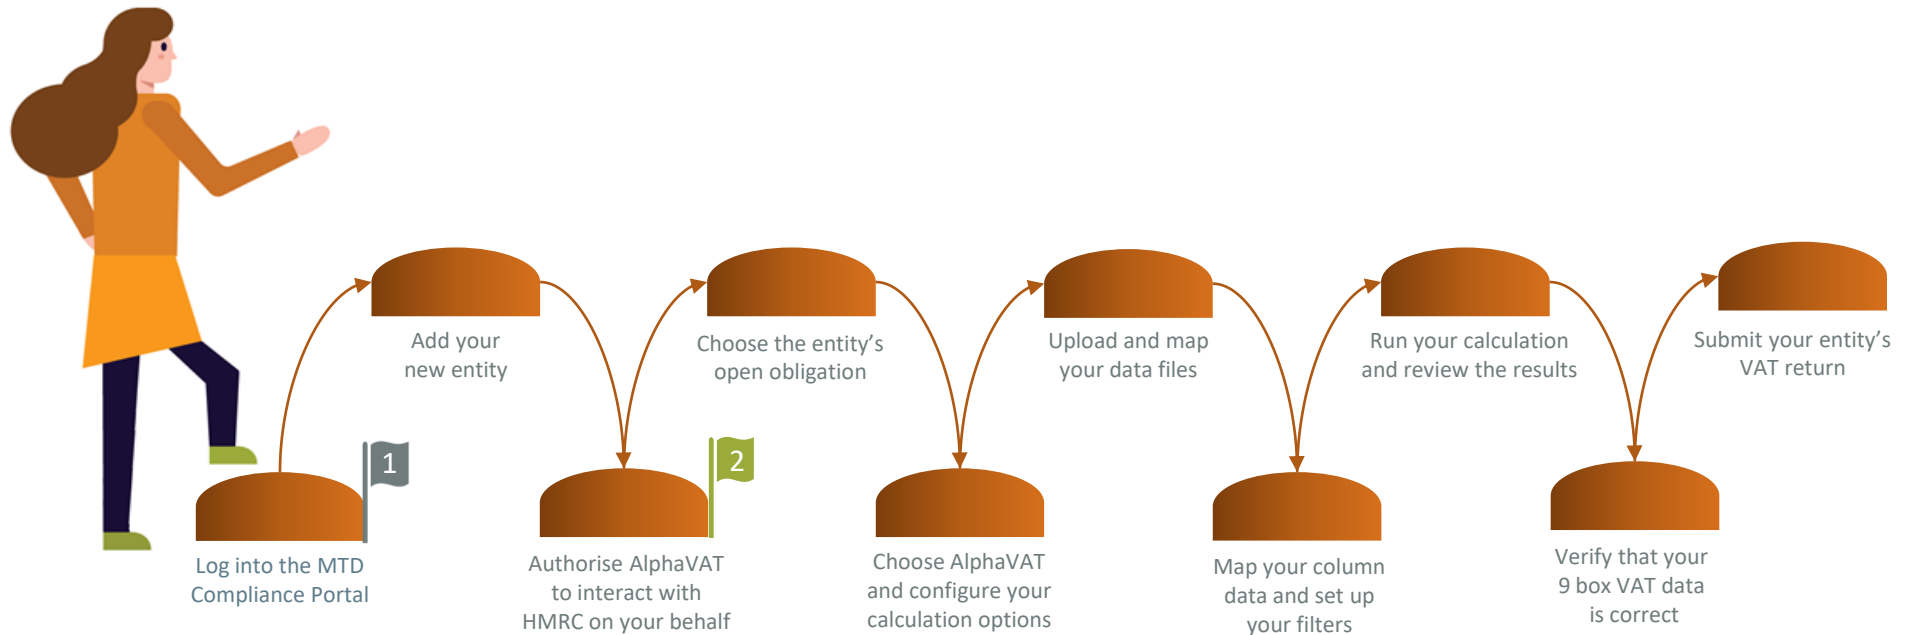 1
Log into the MTD
Compliance Portal
Add your
new entity
2
Authorise AlphaVAT
to interact with
HMRC on your behalf
Choose the entity’s
open obligation
Choose AlphaVAT
and configure your
calculation options
Upload and map
your data files
Map your column
data and set up
your filters
Run your calculation
and review the results
Verify that your
9 box VAT data
is correct
Submit your entity’s
VAT return